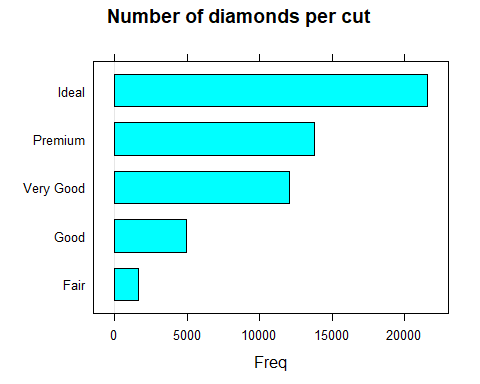 Number of diamonds per cut
Ideal
Premium
Very Good
Good
Fair
0 5000 10000 15000 20000
Freq